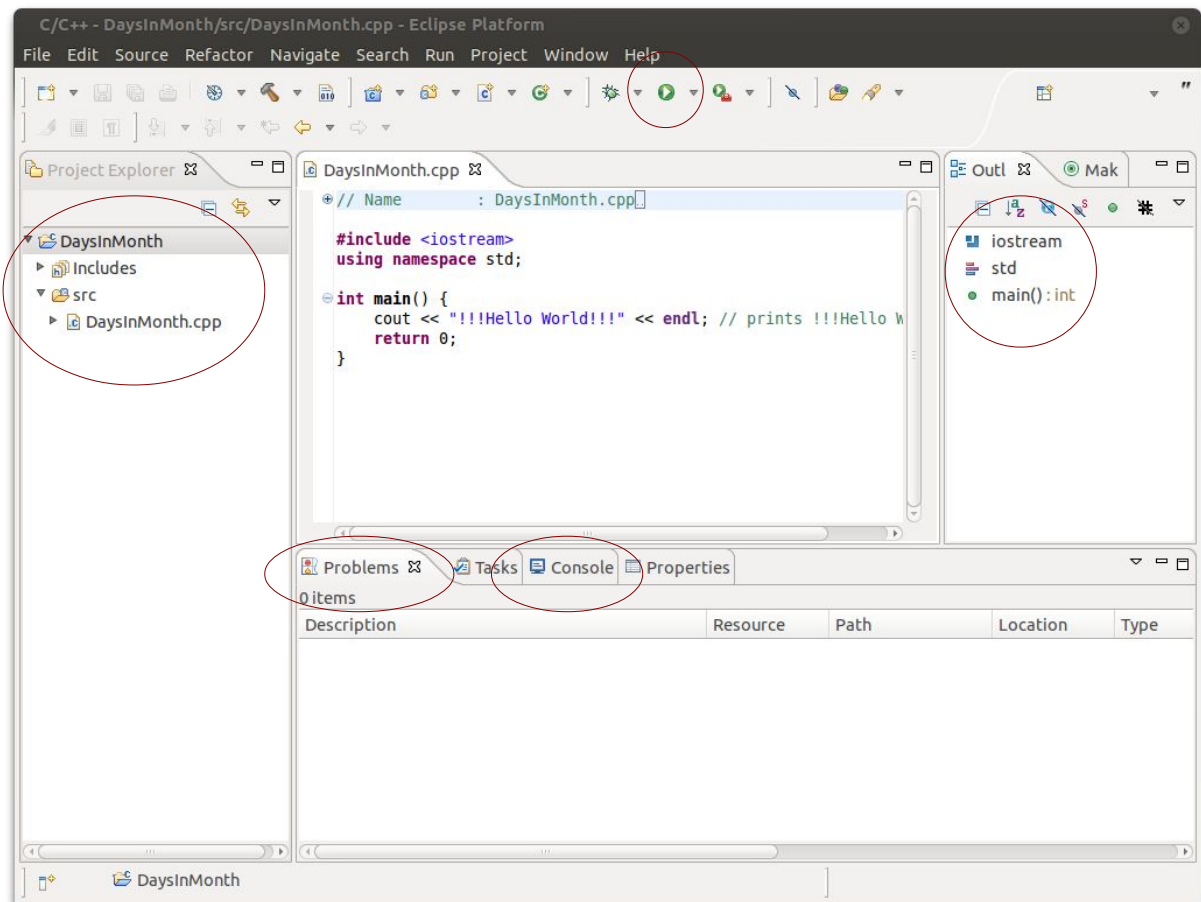 C/C++ - DaysInMonth/src/DaysInMonth.cpp - Eclipse Platform
File Edit Source Refactor Navigate Search Run Project Window Help
Project Explorer
DaysInMonth
Includes
src
DaysInMonth.cpp
DaysInMonth.cpp
// Name        : DaysInMonth.cpp
#include <iostream>
using namespace std;
int main() {
    cout << "!!!Hello World!!!" << endl; // prints !!!Hello W
    return 0;
}
Outl Mak
iostream
std
main() : int
Problems Tasks Console Properties
0 items
Description Resource Path Location Type
DaysInMonth